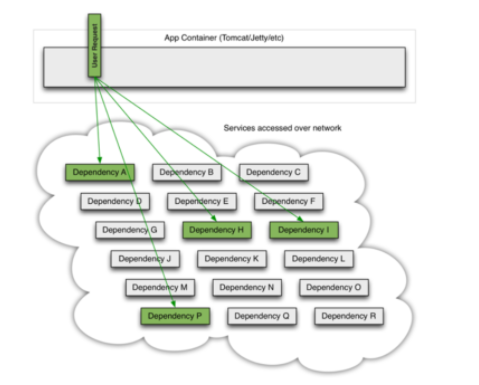 User Request
App Container (Tomcat/Jetty/etc)
Services accessed over network
Dependency A Dependency B Dependency C
Dependency D Dependency E Dependency F
Dependency G Dependency H Dependency I
Dependency J Dependency K Dependency L
Dependency M Dependency N Dependency O
Dependency P Dependency Q Dependency R